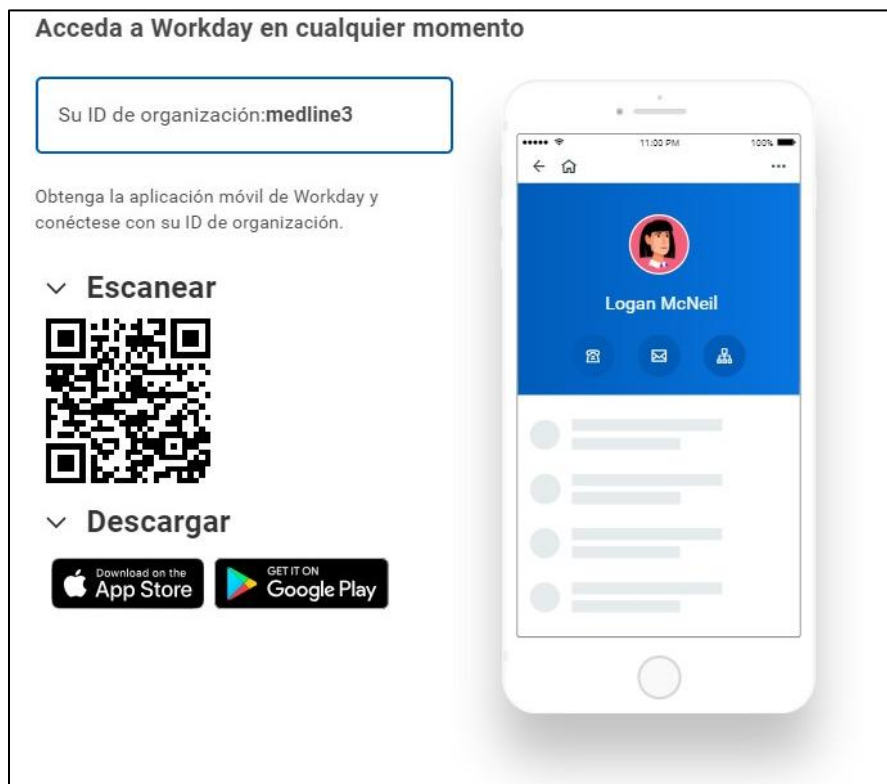 Acceda a Workday en cualquier momento
Su ID de organización:medline3
Obtenga la aplicación móvil de Workday y
conéctese con su ID de organización.
Escanear
Descargar
Download on the
App Store
GET IT ON
Google Play
11:00 PM
100%
Logan McNeil